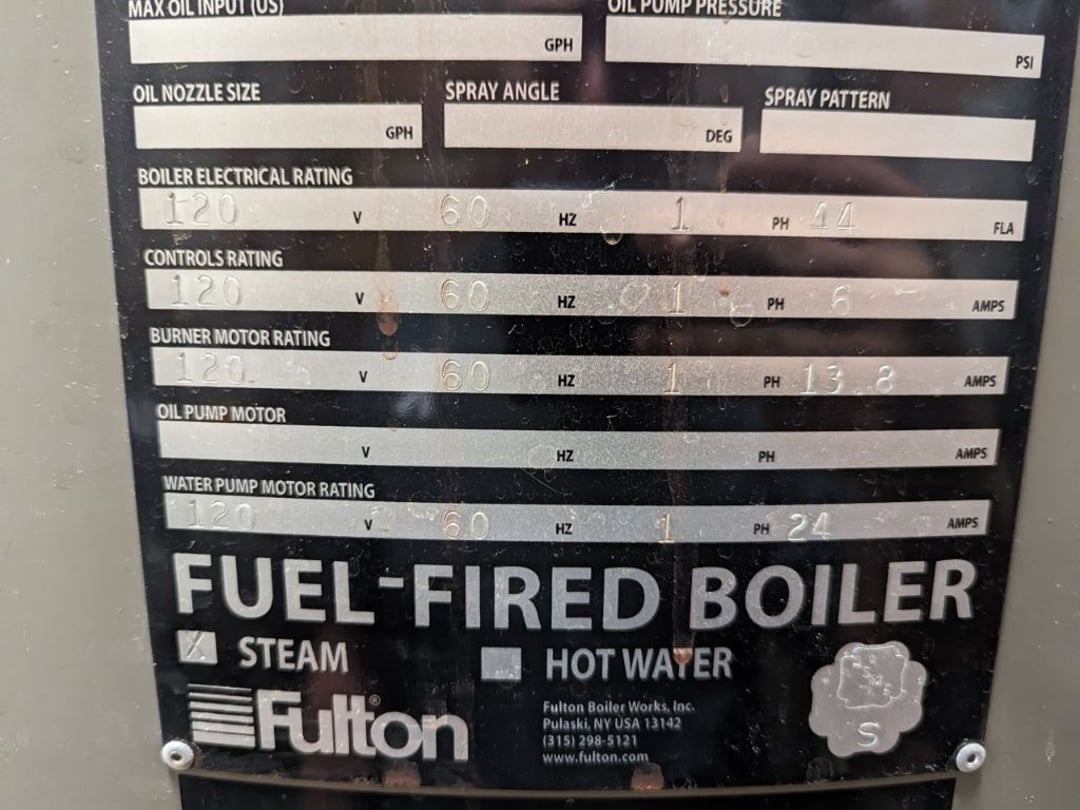 MAX OIL INPUT (US) OIL PUMP PRESSURE
GPH PSI
OIL NOZZLE SIZE SPRAY ANGLE SPRAY PATTERN
GPH DEG
BOILER ELECTRICAL RATING
120 V 60 HZ 1 PH 44 FLA
CONTROLS RATING
120 V 60 HZ 1 PH 6 AMPS
BURNER MOTOR RATING
120 V 60 HZ 1 PH 13.8 AMPS
OIL PUMP MOTOR
V HZ PH AMPS
WATER PUMP MOTOR RATING
120 V 60 HZ 1 PH 24 AMPS
FUEL-FIRED BOILER
X STEAM HOT WATER
Fulton®
Fulton Boiler Works, Inc.
Pulaski, NY USA 13142
(315) 298-5121
www.fulton.com
S